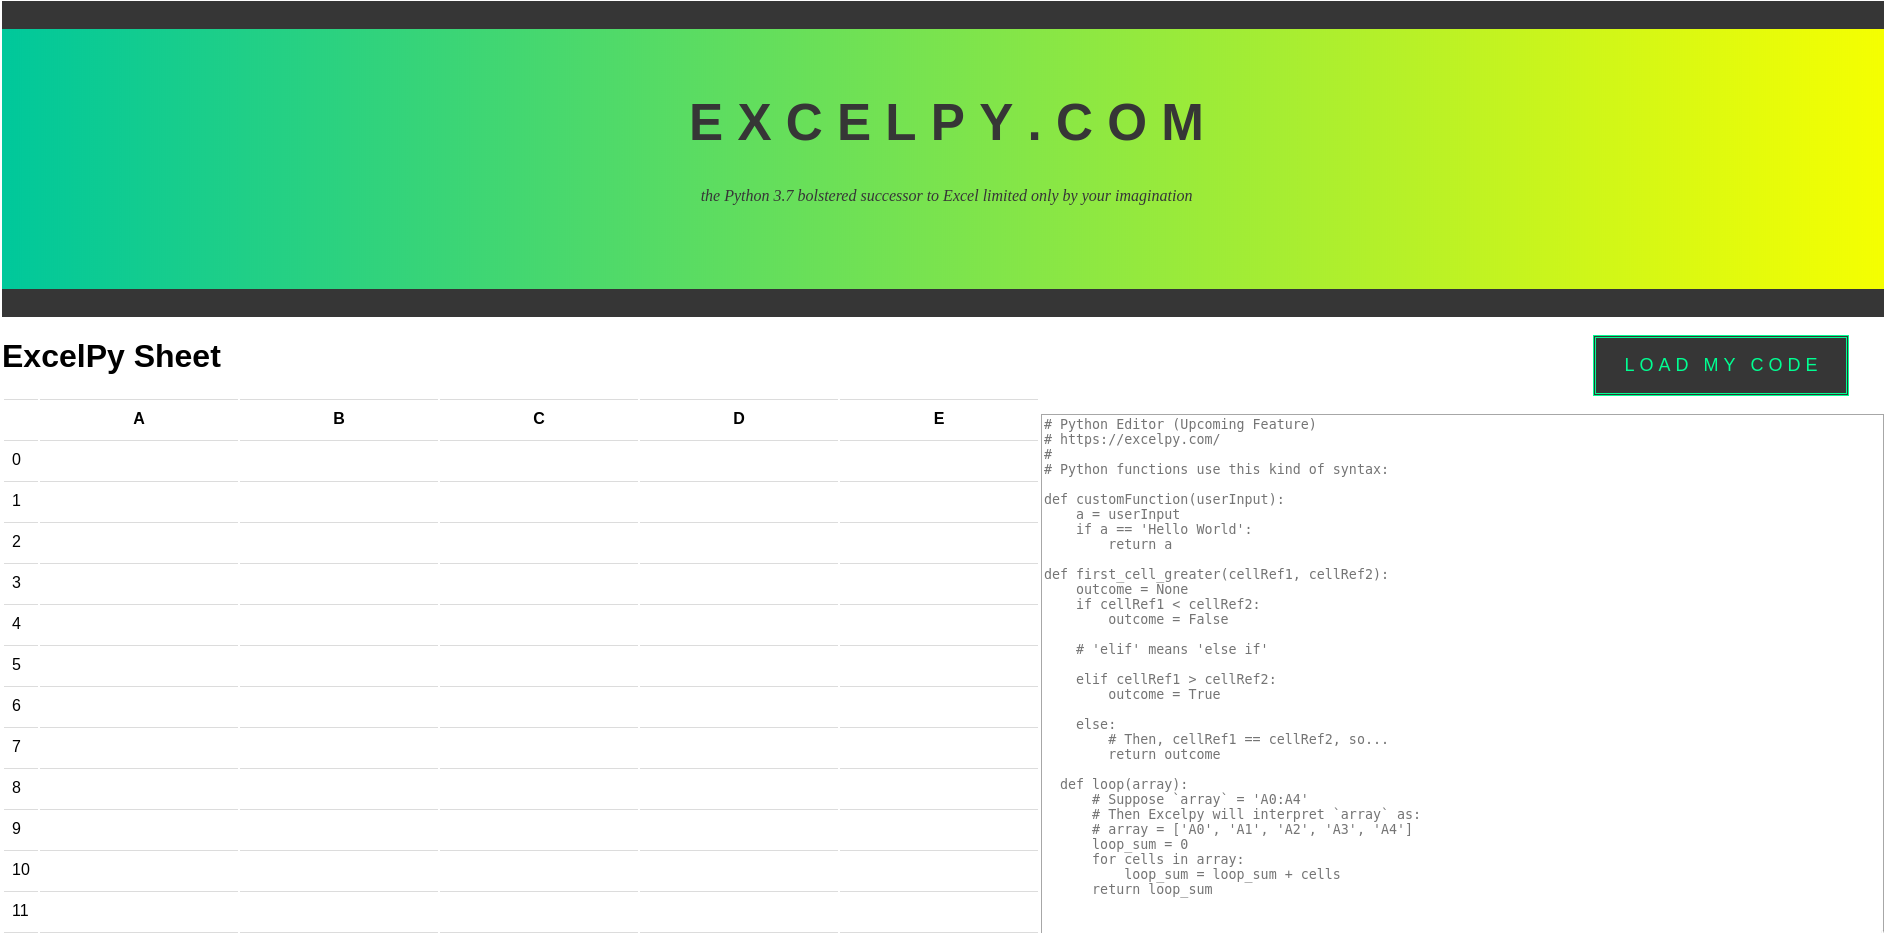 EXCELPY.COM
the Python 3.7 bolstered successor to Excel limited only by your imagination
ExcelPy Sheet
LOAD MY CODE
A B C D E
0
1
2
3
4
5
6
7
8
9
10
11
# Python Editor (Upcoming Feature)
# https://excelpy.com/
#
# Python functions use this kind of syntax:

def customFunction(userInput):
    a = userInput
    if a == 'Hello World':
        return a

def first_cell_greater(cellRef1, cellRef2):
    outcome = None
    if cellRef1 < cellRef2:
        outcome = False

    # 'elif' means 'else if'

    elif cellRef1 > cellRef2:
        outcome = True

    else:
        # Then, cellRef1 == cellRef2, so...
        return outcome

  def loop(array):
      # Suppose `array` = 'A0:A4'
      # Then Excelpy will interpret `array` as:
      # array = ['A0', 'A1', 'A2', 'A3', 'A4']
      loop_sum = 0
      for cells in array:
          loop_sum = loop_sum + cells
      return loop_sum